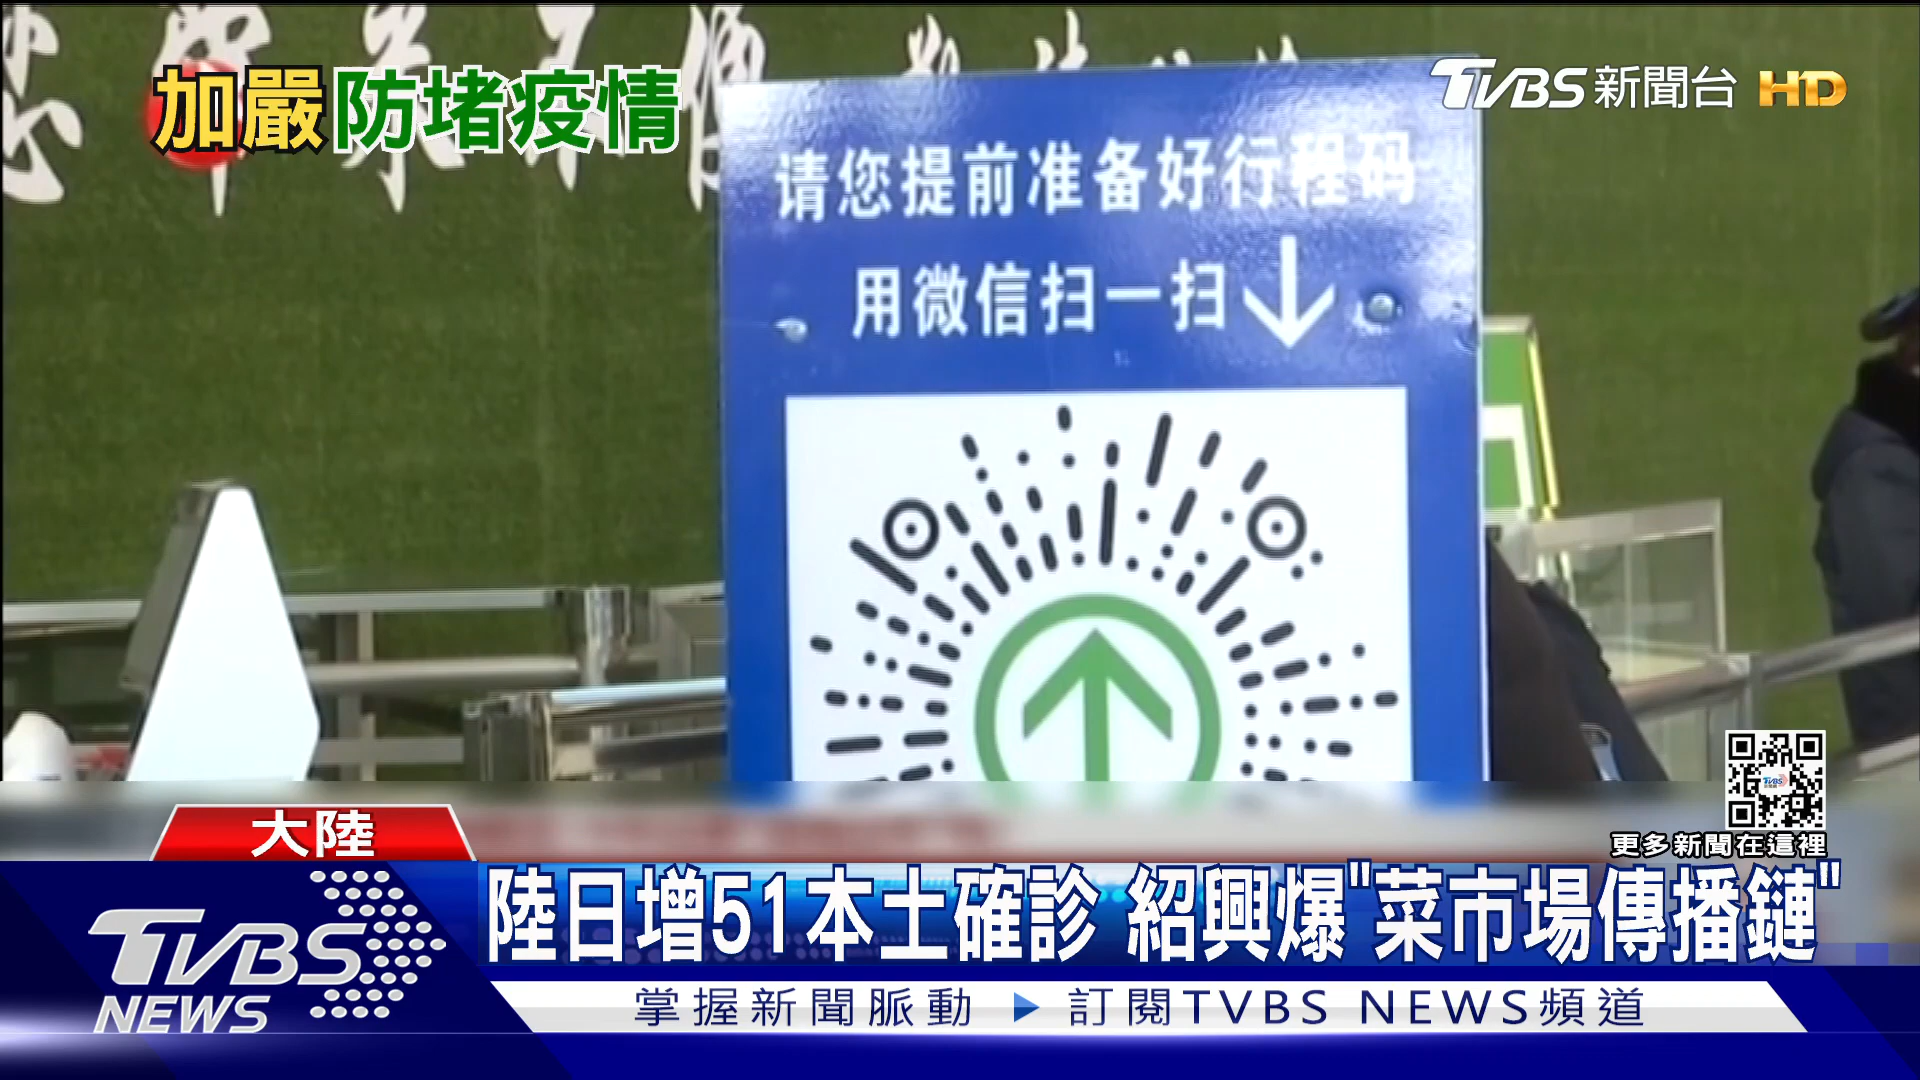 加嚴防堵疫情
TVBS新聞台 HD
请您提前准备好行程码
用微信扫一扫
更多新聞在這裡
大陸
陸日增51本土確診 紹興爆"菜市場傳播鏈"
TVBS NEWS
掌握新聞脈動 ▶ 訂閱TVBS NEWS頻道